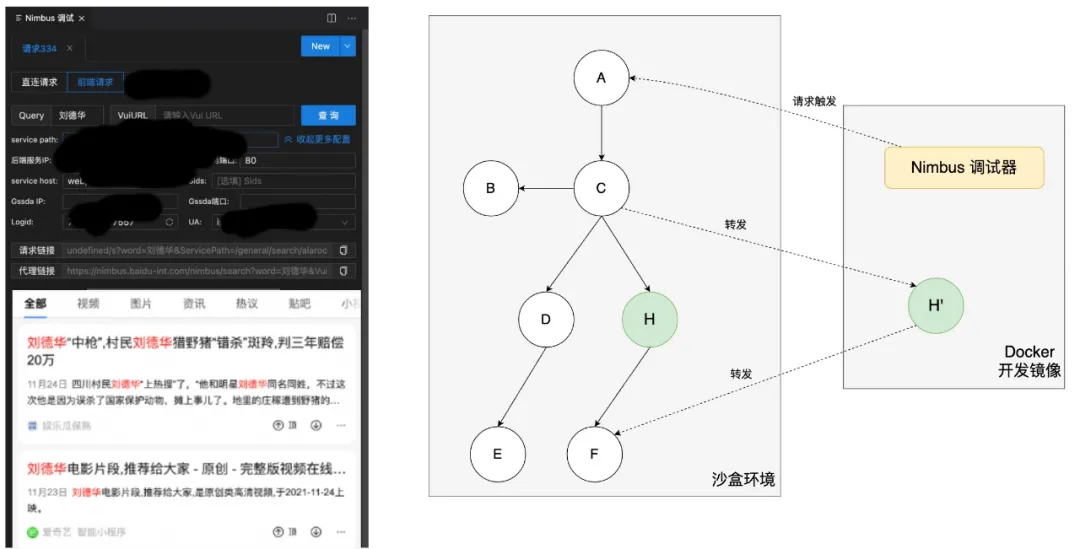 Nimbus 调试
请求334
New
直连请求
前端请求
Query
刘德华
VuiURL
请输入Vui URL
查 询
service path:
收起更多配置
后端服务IP:
端口:
80
service host:
[选填] Sids
Gssda IP:
Gssda端口:
Logid:
UA:
请求链接
undefined/s?word=刘德华&ServicePath=/general/search/alaroc
代理链接
https://nimbus.baidu-int.com/nimbus/search?word=刘德华&Vui
全部
视频
图片
资讯
热议
贴吧
刘德华“中枪”,村民刘德华猎野猪“错杀”斑羚,判三年赔偿
20万
11月24日 四川村民刘德华“上热搜”了，“他和明星刘德华同名同姓，不过这
次他是因为误杀了国家保护动物，摊上事儿了。地里的庄稼遭到野猪的...
娱乐瓜保熟
顶
刘德华电影片段,推荐给大家 - 原创 - 完整版视频在线...
11月23日 刘德华电影片段,推荐给大家,是原创类高清视频,于2021-11-24上
映。
爱奇艺 智能小程序
顶
A
请求触发
Nimbus 调试器
B
C
转发
D
H
H'
Docker
开发镜像
转发
E
F
沙盒环境